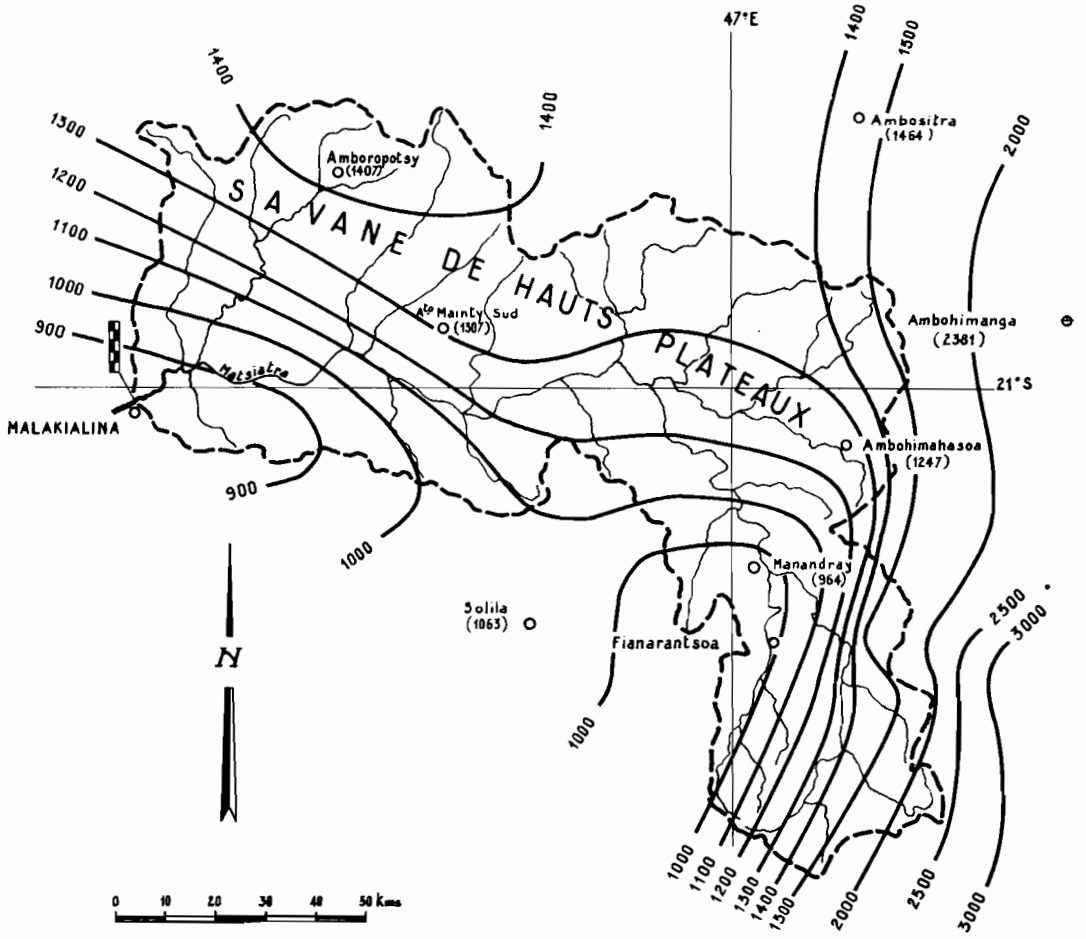 47°E
1400
1500
1400
1400
2000
1300
Ambositra
(1464)
Amboropotsy
(1407)
1200
SAVANE DE HAUTS PLATEAUX
1100
1000
Ato Mainty Sud
(1307)
Ambohimanga
(2381)
900
Matsiatra
21°S
MALAKIALINA
Ambohimahasoa
(1247)
900
1000
Manandray
(964)
Solila
(1063)
2500
3000
Fianarantsoa
N
1000
1000
1100
1200
1300
1400
1500
2000
2500
3000
0 10 20 30 40 50 Kms